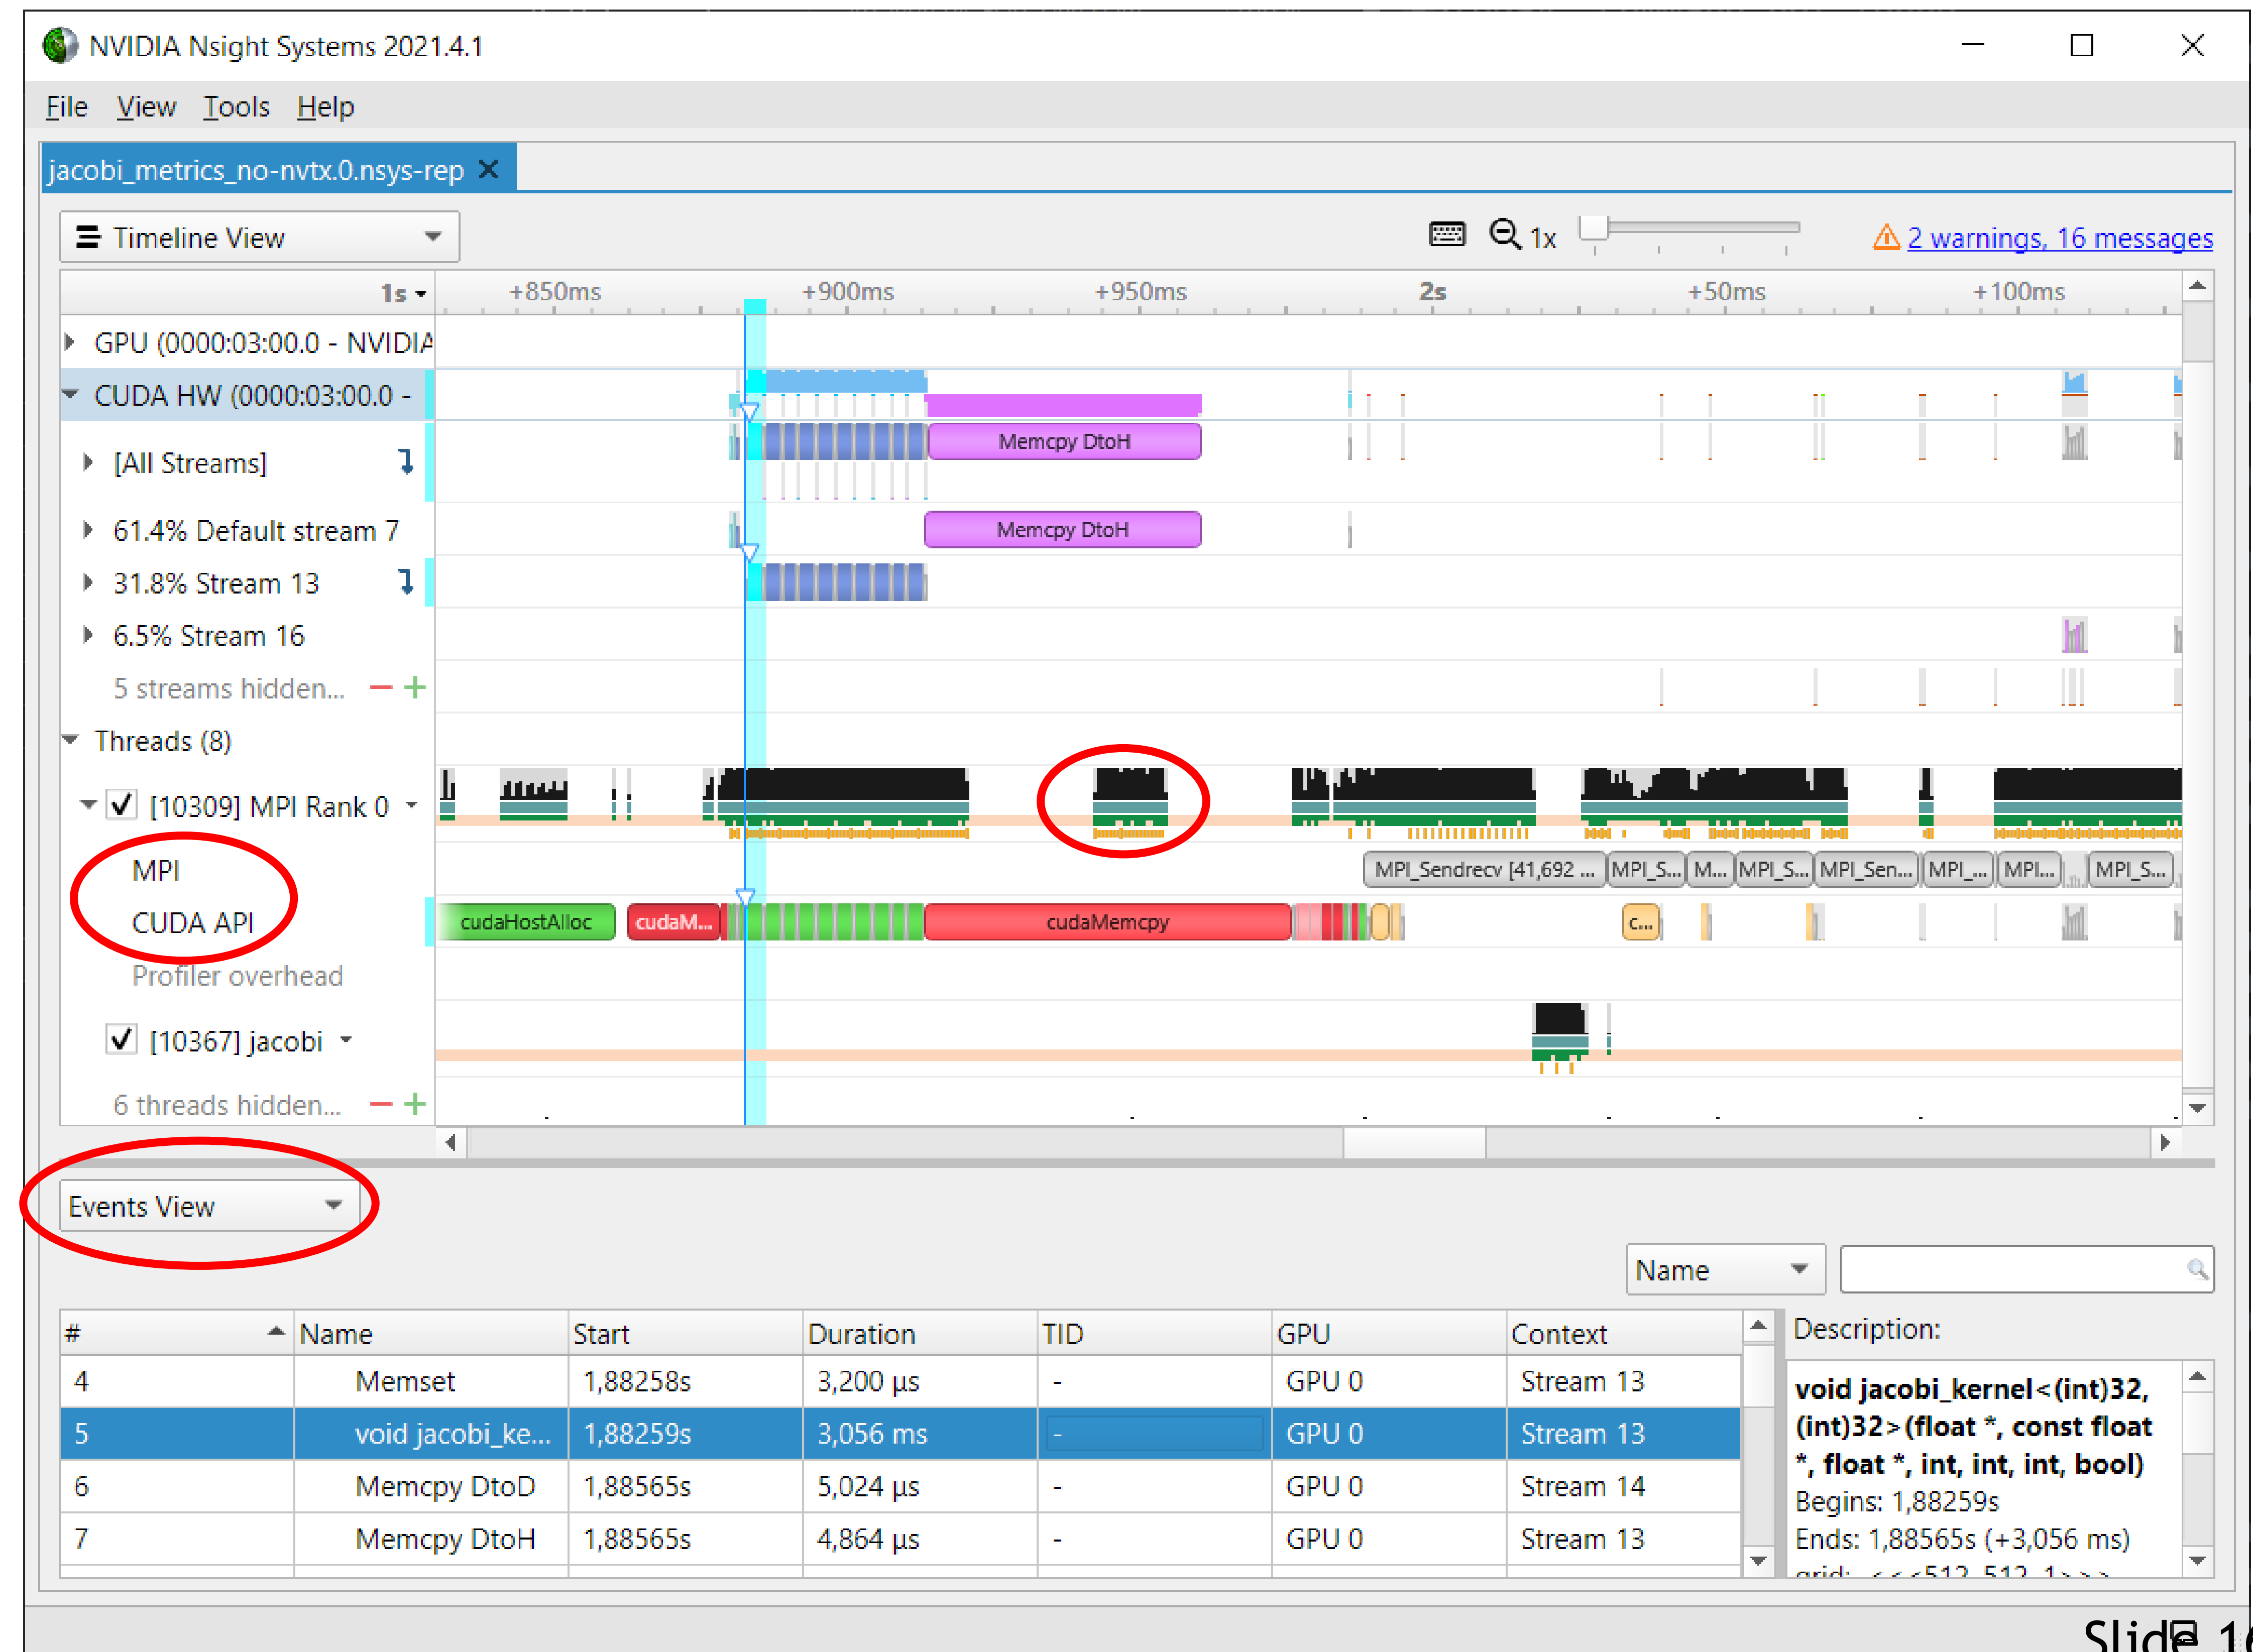 NVIDIA Nsight Systems 2021.4.1
File View Tools Help
jacobi_metrics_no-nvtx.0.nsys-rep
Timeline View
1x
2 warnings, 16 messages
1s
+850ms +900ms +950ms 2s +50ms +100ms
GPU (0000:03:00.0 - NVIDIA
CUDA HW (0000:03:00.0 -
[All Streams]
Memcpy DtoH
61.4% Default stream 7
Memcpy DtoH
31.8% Stream 13
6.5% Stream 16
5 streams hidden...
Threads (8)
[10309] MPI Rank 0
MPI
MPI_Sendrecv [41,692 ... MPI_S... M... MPI_S... MPI_Sen... MPI_... MPI... MPI_S...
CUDA API
cudaHostAlloc cudaM... cudaMemcpy c...
Profiler overhead
[10367] jacobi
6 threads hidden...
Events View
Name
# Name Start Duration TID GPU Context
4 Memset 1,88258s 3,200 µs - GPU 0 Stream 13
5 void jacobi_ke... 1,88259s 3,056 ms - GPU 0 Stream 13
6 Memcpy DtoD 1,88565s 5,024 µs - GPU 0 Stream 14
7 Memcpy DtoH 1,88565s 4,864 µs - GPU 0 Stream 13
Description:
void jacobi_kernel<(int)32,
(int)32>(float *, const float
*, float *, int, int, int, bool)
Begins: 1,88259s
Ends: 1,88565s (+3,056 ms)
grid: <<<512, 512, 1>>>
Slide